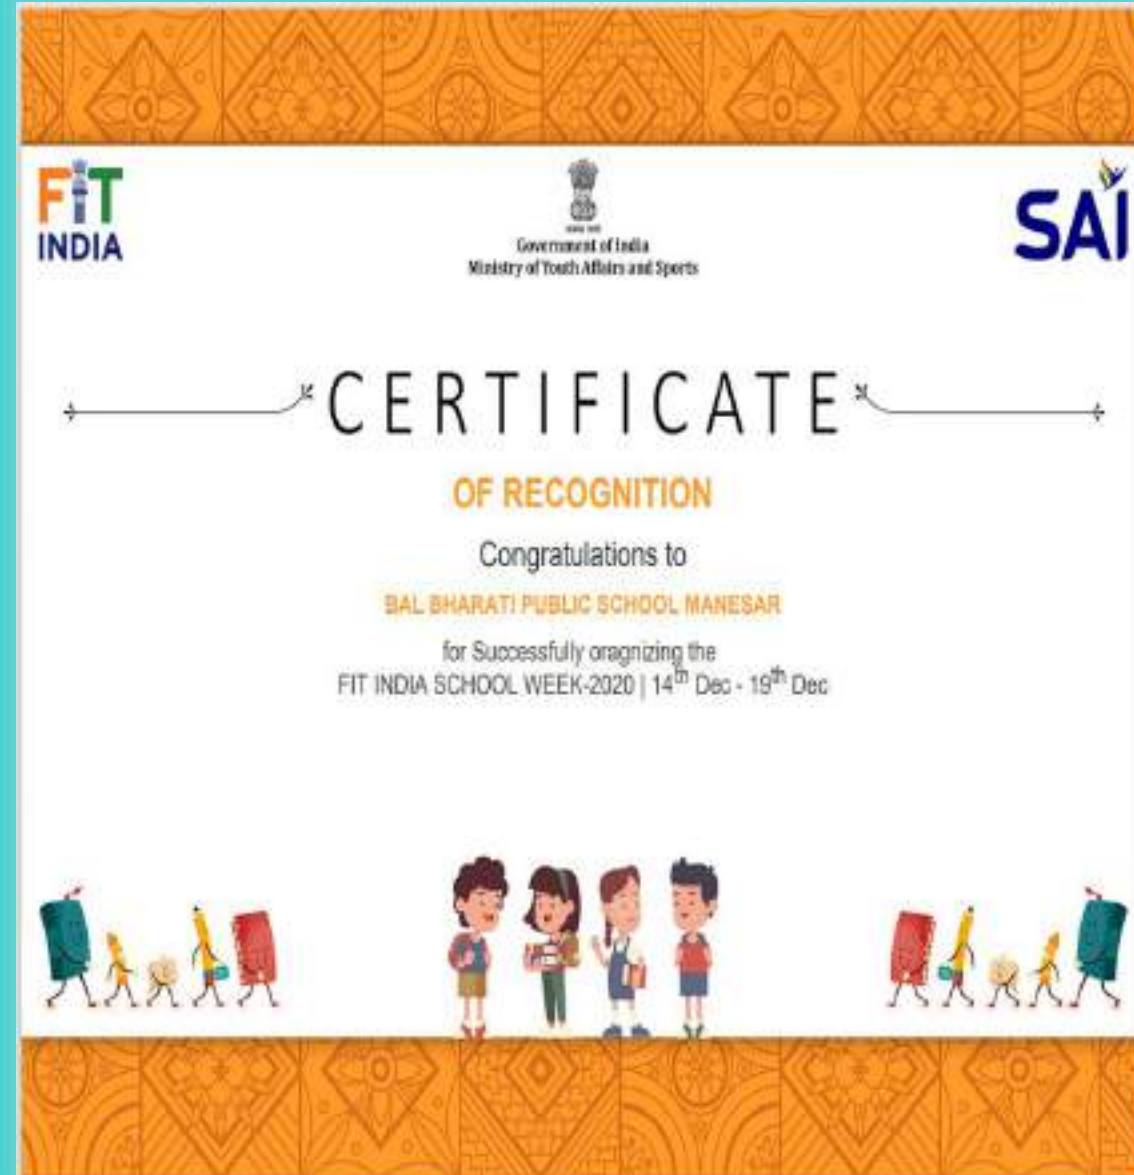 FIT
INDIA
Government of India
Ministry of Youth Affairs and Sports
SAI
CERTIFICATE
OF RECOGNITION
Congratulations to
BAL BHARATI PUBLIC SCHOOL MANESAR
for Successfully oragnizing the
FIT INDIA SCHOOL WEEK-2020 | 14th Dec - 19th Dec